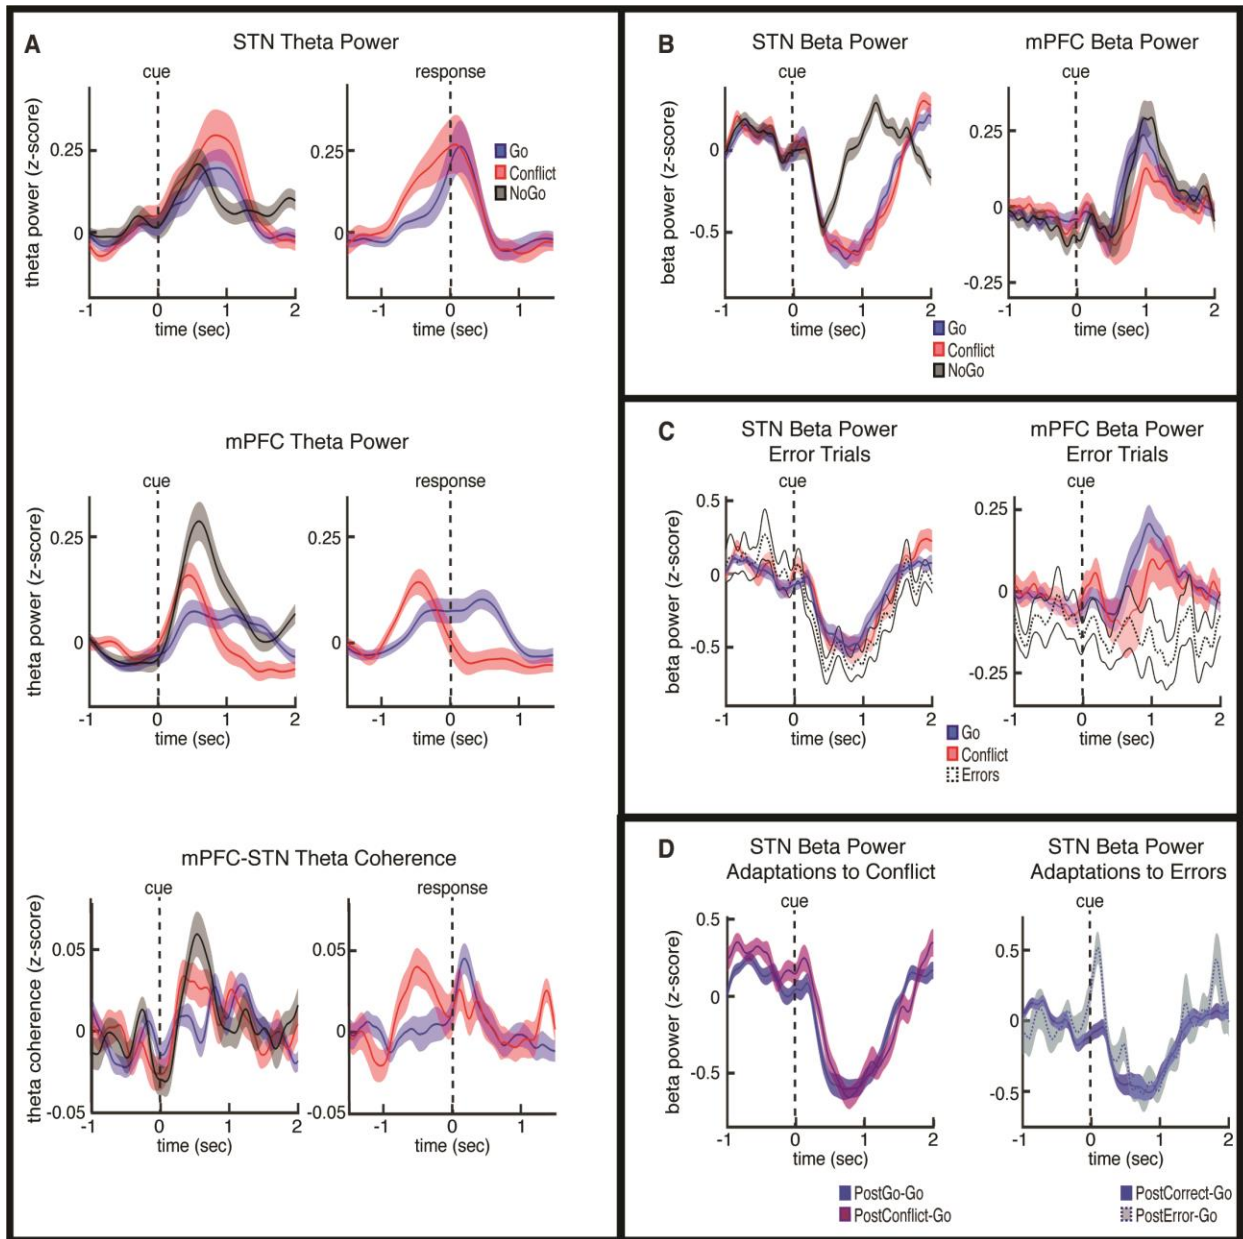 A
STN Theta Power
cue
response
theta power (z-score)
0.25
0
-1
0
1
2
time (sec)
0.25
0
-1
0
1
time (sec)
Go
Conflict
NoGo
mPFC Theta Power
cue
response
theta power (z-score)
0.25
0
-1
0
1
2
time (sec)
-1
0
1
time (sec)
mPFC-STN Theta Coherence
cue
response
theta coherence (z-score)
0.05
0
-0.05
-1
0
1
2
time (sec)
0.05
0
-0.05
-1
0
1
time (sec)
B
STN Beta Power
mPFC Beta Power
cue
cue
beta power (z-score)
0
-0.5
-1
0
1
2
time (sec)
0.25
0
-0.25
-1
0
1
2
time (sec)
Go
Conflict
NoGo
C
STN Beta Power
Error Trials
mPFC Beta Power
Error Trials
cue
cue
beta power (z-score)
0.5
0
-0.5
-1
0
1
2
time (sec)
0.25
0
-0.25
-1
0
1
2
time (sec)
Go
Conflict
Errors
D
STN Beta Power
Adaptations to Conflict
STN Beta Power
Adaptations to Errors
cue
cue
beta power (z-score)
0.5
0
-0.5
-1
0
1
2
time (sec)
0.5
0
-0.5
-1
0
1
2
time (sec)
PostGo-Go
PostConflict-Go
PostCorrect-Go
PostError-Go